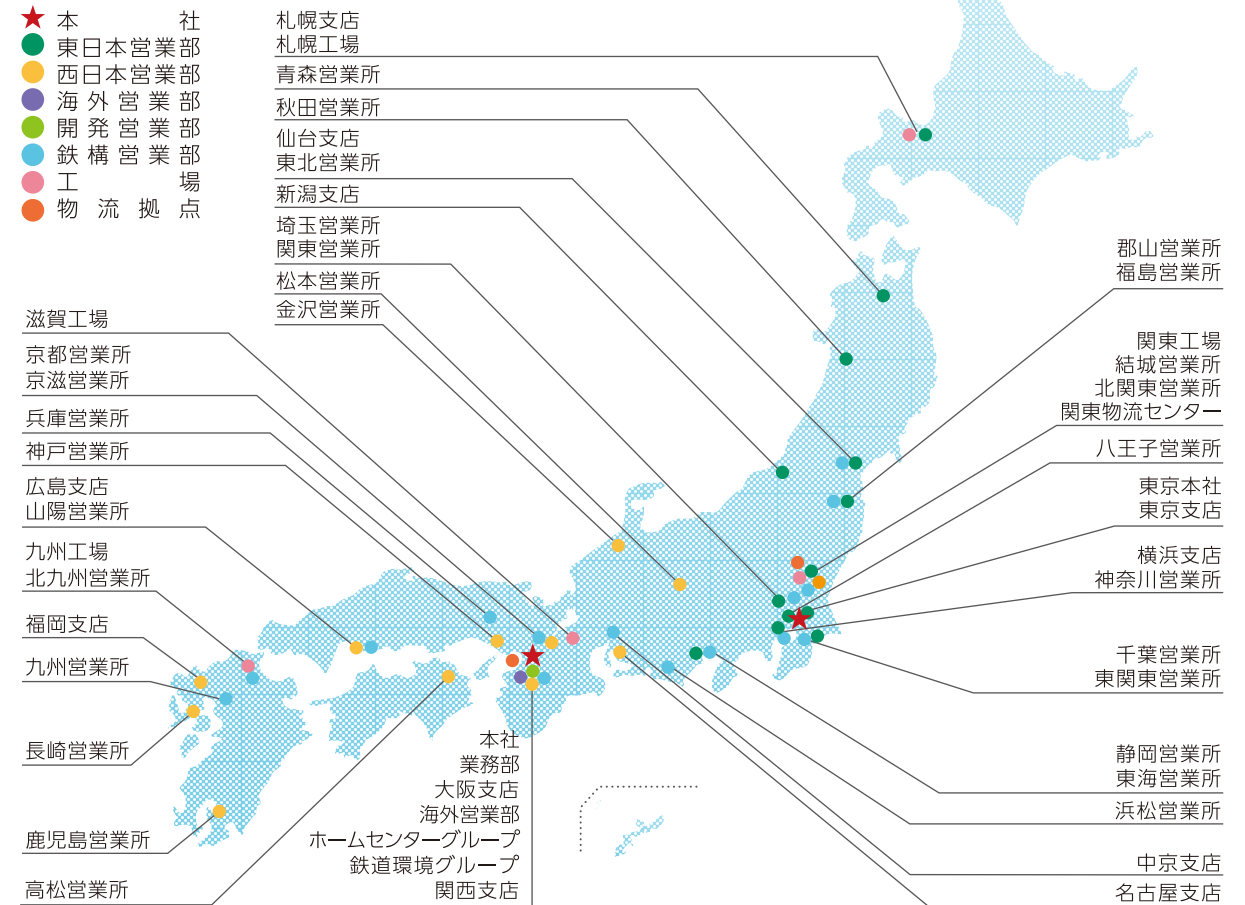 本社
東日本営業部
西日本営業部
海外営業部
開発営業部
鉄構営業部
工場
物流拠点
札幌支店
札幌工場
青森営業所
秋田営業所
仙台支店
東北営業所
新潟支店
埼玉営業所
関東営業所
松本営業所
金沢営業所
滋賀工場
京都営業所
京滋営業所
兵庫営業所
神戸営業所
広島支店
山陽営業所
九州工場
北九州営業所
福岡支店
九州営業所
長崎営業所
鹿児島営業所
高松営業所
本社
業務部
大阪支店
海外営業部
ホームセンターグループ
鉄道環境グループ
関西支店
郡山営業所
福島営業所
関東工場
結城営業所
北関東営業所
関東物流センター
八王子営業所
東京本社
東京支店
横浜支店
神奈川営業所
千葉営業所
東関東営業所
静岡営業所
東海営業所
浜松営業所
中京支店
名古屋支店